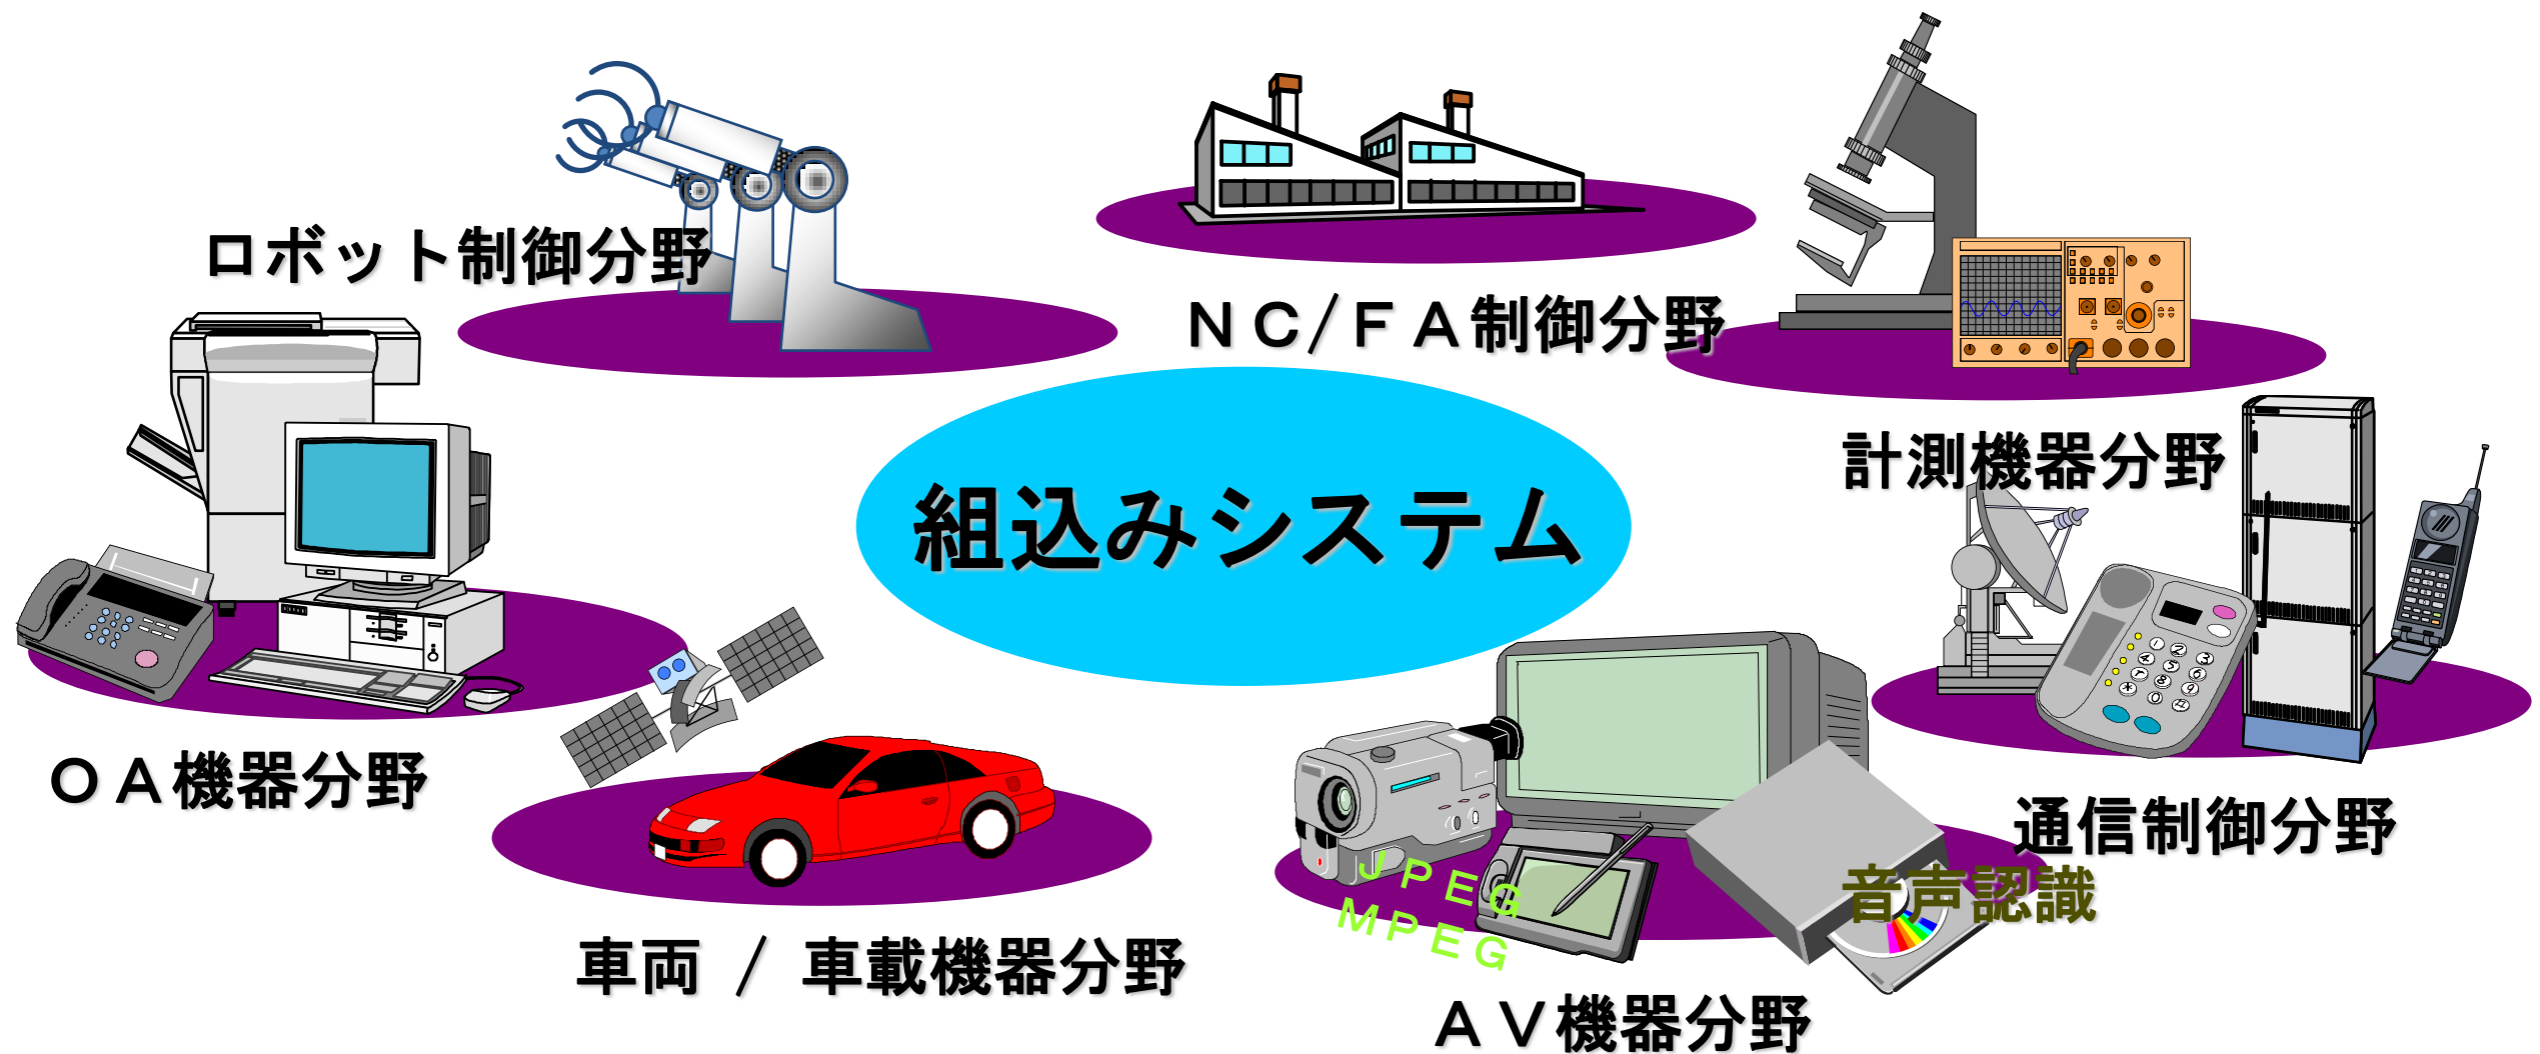 ロボット制御分野
ＮＣ/ＦＡ制御分野
計測機器分野
組込みシステム
ＯＡ機器分野
通信制御分野
音声認識
ＪＰＥＧ
ＭＰＥＧ
車両 / 車載機器分野
ＡＶ機器分野